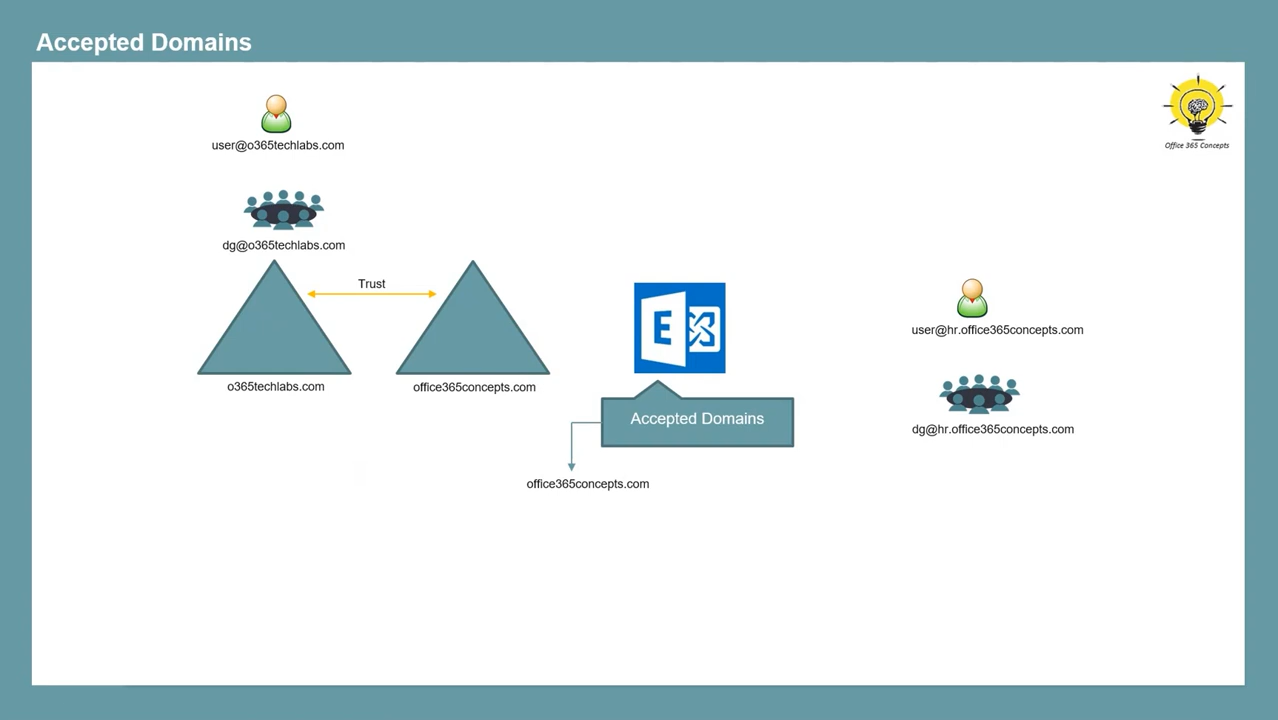 Accepted Domains
Office 365 Concepts
user@o365techlabs.com
dg@o365techlabs.com
Trust
o365techlabs.com
office365concepts.com
E
Accepted Domains
office365concepts.com
user@hr.office365concepts.com
dg@hr.office365concepts.com